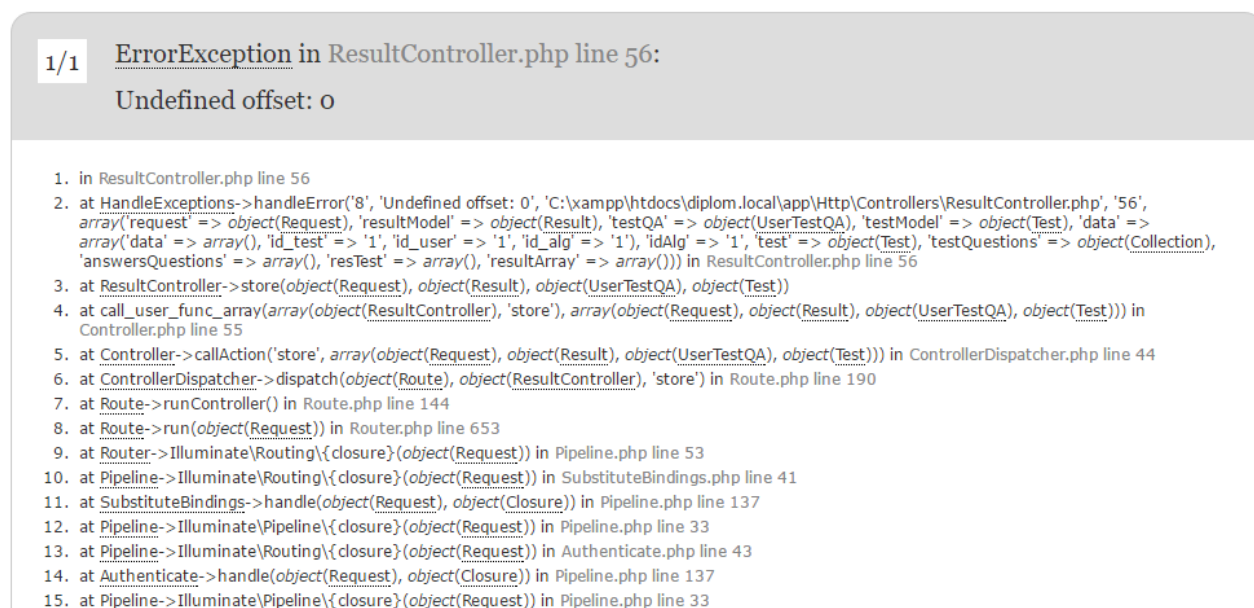 1/1
ErrorException in ResultController.php line 56:
Undefined offset: 0
1. in ResultController.php line 56
2. at HandleExceptions->handleError('8', 'Undefined offset: 0', 'C:\xampp\htdocs\diplom.local\app\Http\Controllers\ResultController.php', '56',
array('request' => object(Request), 'resultModel' => object(Result), 'testQA' => object(UserTestQA), 'testModel' => object(Test), 'data' =>
array('data' => array(), 'id_test' => '1', 'id_user' => '1', 'id_alg' => '1'), 'idAlg' => '1', 'test' => object(Test), 'testQuestions' => object(Collection),
'answersQuestions' => array(), 'resTest' => array(), 'resultArray' => array())) in ResultController.php line 56
3. at ResultController->store(object(Request), object(Result), object(UserTestQA), object(Test))
4. at call_user_func_array(array(object(ResultController), 'store'), array(object(Request), object(Result), object(UserTestQA), object(Test))) in
Controller.php line 55
5. at Controller->callAction('store', array(object(Request), object(Result), object(UserTestQA), object(Test))) in ControllerDispatcher.php line 44
6. at ControllerDispatcher->dispatch(object(Route), object(ResultController), 'store') in Route.php line 190
7. at Route->runController() in Route.php line 144
8. at Route->run(object(Request)) in Router.php line 653
9. at Router->Illuminate\Routing\{closure}(object(Request)) in Pipeline.php line 53
10. at Pipeline->Illuminate\Routing\{closure}(object(Request)) in SubstituteBindings.php line 41
11. at SubstituteBindings->handle(object(Request), object(Closure)) in Pipeline.php line 137
12. at Pipeline->Illuminate\Pipeline\{closure}(object(Request)) in Pipeline.php line 33
13. at Pipeline->Illuminate\Routing\{closure}(object(Request)) in Authenticate.php line 43
14. at Authenticate->handle(object(Request), object(Closure)) in Pipeline.php line 137
15. at Pipeline->Illuminate\Pipeline\{closure}(object(Request)) in Pipeline.php line 33